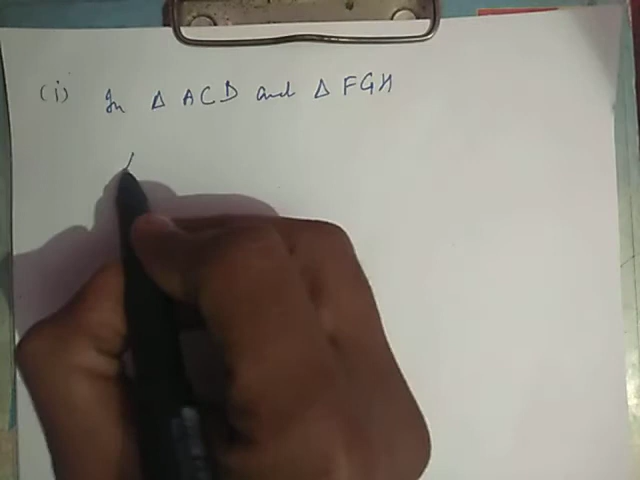 (i) In Δ ACD and Δ FGH